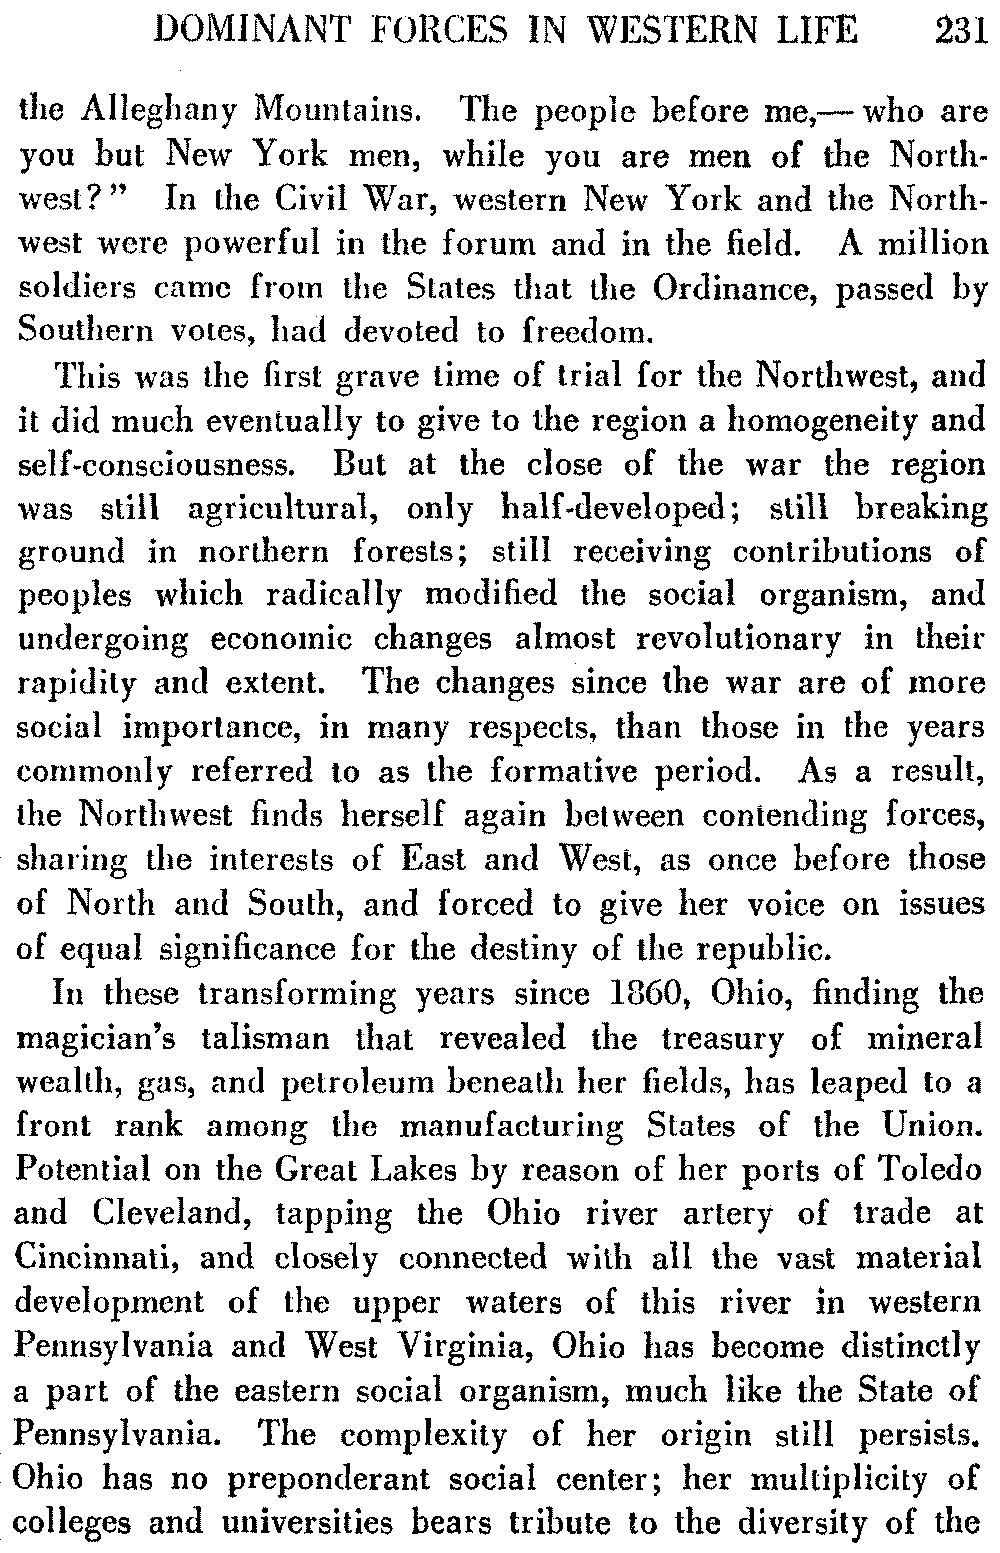 DOMINANT FORCES IN WESTERN LIFE 231
the Alleghany Mountains. The people before me,— who are
you but New York men, while you are men of the North-
west?" In the Civil War, western New York and the North-
west were powerful in the forum and in the field. A million
soldiers came from the States that the Ordinance, passed by
Southern votes, had devoted to freedom.
This was the first grave time of trial for the Northwest, and
it did much eventually to give to the region a homogeneity and
self-consciousness. But at the close of the war the region
was still agricultural, only half-developed; still breaking
ground in northern forests; still receiving contributions of
peoples which radically modified the social organism, and
undergoing economic changes almost revolutionary in their
rapidity and extent. The changes since the war are of more
social importance, in many respects, than those in the years
commonly referred to as the formative period. As a result,
the Northwest finds herself again between contending forces,
sharing the interests of East and West, as once before those
of North and South, and forced to give her voice on issues
of equal significance for the destiny of the republic.
In these transforming years since 1860, Ohio, finding the
magician's talisman that revealed the treasury of mineral
wealth, gas, and petroleum beneath her fields, has leaped to a
front rank among the manufacturing States of the Union.
Potential on the Great Lakes by reason of her ports of Toledo
and Cleveland, tapping the Ohio river artery of trade at
Cincinnati, and closely connected with all the vast material
development of the upper waters of this river in western
Pennsylvania and West Virginia, Ohio has become distinctly
a part of the eastern social organism, much like the State of
Pennsylvania. The complexity of her origin still persists.
Ohio has no preponderant social center; her multiplicity of
colleges and universities bears tribute to the diversity of the